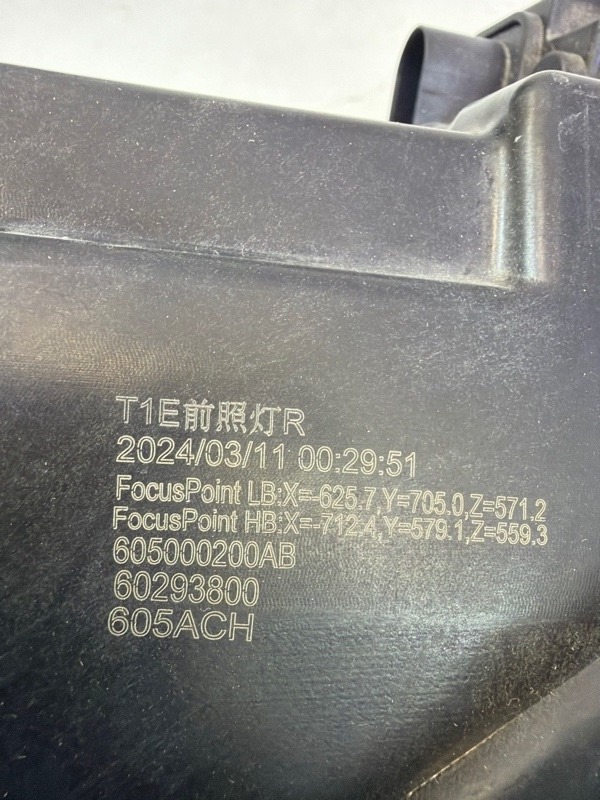 T1E前照灯R
2024/03/11 00:29:51
FocusPoint LB:X=-625.7,Y=705.0,Z=571.2
FocusPoint HB:X=-712.4,Y=579.1,Z=559.3
605000200AB
60293800
605ACH